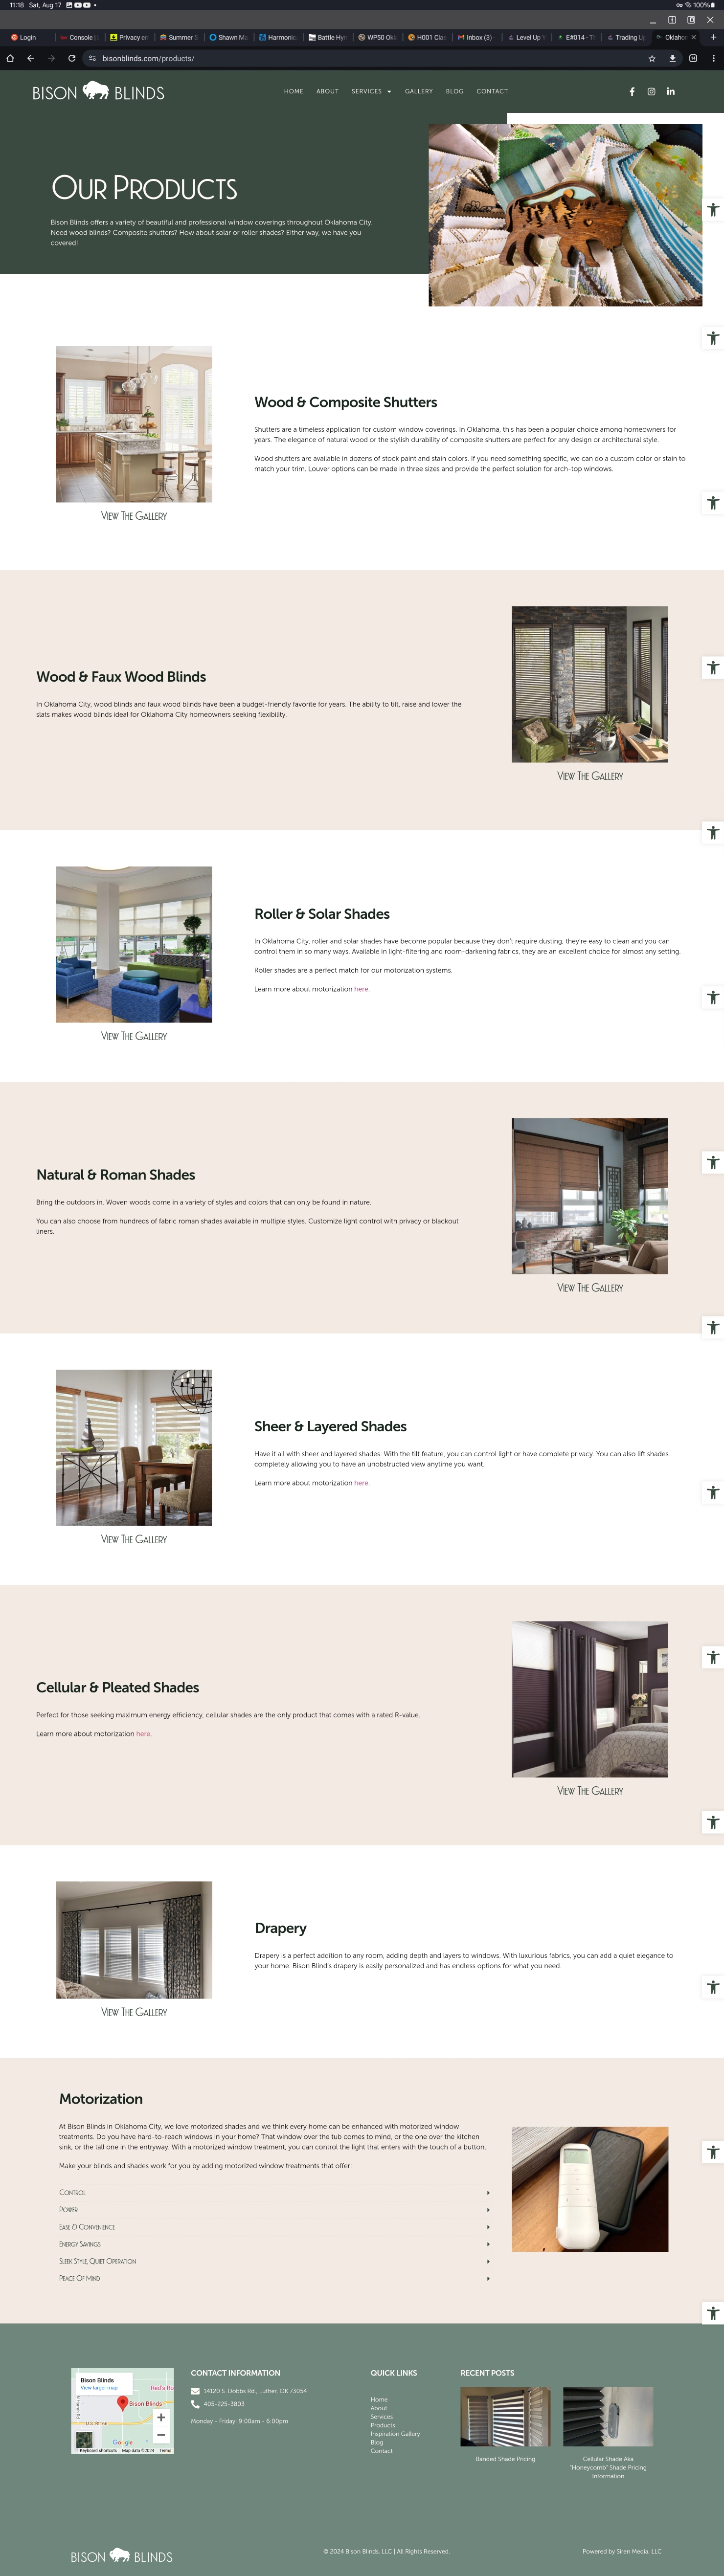 11:18 Sat, Aug 17
100%
Login
Console
Privacy en
Summer
Shawn Ma
Harmonic
Battle Hyn
WP50 Okl
H001 Clas
Inbox (3)
Level Up
E#014 - Th
Trading Up
Oklahom
bisonblinds.com/products/
BISON BLINDS
HOME ABOUT SERVICES GALLERY BLOG CONTACT
Our Products
Bison Blinds offers a variety of beautiful and professional window coverings throughout Oklahoma City.
Need wood blinds? Composite shutters? How about solar or roller shades? Either way, we have you
covered!
Wood & Composite Shutters
Shutters are a timeless application for custom window coverings. In Oklahoma, this has been a popular choice among homeowners for
years. The elegance of natural wood or the stylish durability of composite shutters are perfect for any design or architectural style.
Wood shutters are available in dozens of stock paint and stain colors. If you need something specific, we can do a custom color or stain to
match your trim. Louver options can be made in three sizes and provide the perfect solution for arch-top windows.
View The Gallery
Wood & Faux Wood Blinds
In Oklahoma City, wood blinds and faux wood blinds have been a budget-friendly favorite for years. The ability to tilt, raise and lower the
slats makes wood blinds ideal for Oklahoma City homeowners seeking flexibility.
View The Gallery
Roller & Solar Shades
In Oklahoma City, roller and solar shades have become popular because they don't require dusting, they're easy to clean and you can
control them in so many ways. Available in light-filtering and room-darkening fabrics, they are an excellent choice for almost any setting.
Roller shades are a perfect match for our motorization systems.
Learn more about motorization here.
View The Gallery
Natural & Roman Shades
Bring the outdoors in. Woven woods come in a variety of styles and colors that can only be found in nature.
You can also choose from hundreds of fabric roman shades available in multiple styles. Customize light control with privacy or blackout
liners.
View The Gallery
Sheer & Layered Shades
Have it all with sheer and layered shades. With the tilt feature, you can control light or have complete privacy. You can also lift shades
completely allowing you to have an unobstructed view anytime you want.
Learn more about motorization here.
View The Gallery
Cellular & Pleated Shades
Perfect for those seeking maximum energy efficiency, cellular shades are the only product that comes with a rated R-value.
Learn more about motorization here.
View The Gallery
Drapery
Drapery is a perfect addition to any room, adding depth and layers to windows. With luxurious fabrics, you can add a quiet elegance to
your home. Bison Blind's drapery is easily personalized and has endless options for what you need.
View The Gallery
Motorization
At Bison Blinds in Oklahoma City, we love motorized shades and we think every home can be enhanced with motorized window
treatments. Do you have hard-to-reach windows in your home? That window over the tub comes to mind, or the one over the kitchen
sink, or the tall one in the entryway. With a motorized window treatment, you can control the light that enters with the touch of a button.
Make your blinds and shades work for you by adding motorized window treatments that offer:
Control
Power
Ease & Convenience
Energy Savings
Sleek Style, Quiet Operation
Peace Of Mind
Bison Blinds
View larger map
Red's Ro
Bison Blinds
Google
Keyboard shortcuts Map data ©2024 Terms
CONTACT INFORMATION
14120 S. Dobbs Rd., Luther, OK 73054
405-225-3803
Monday - Friday: 9:00am - 6:00pm
QUICK LINKS
Home
About
Services
Products
Inspiration Gallery
Blog
Contact
RECENT POSTS
Banded Shade Pricing
Cellular Shade Aka
"Honeycomb" Shade Pricing
Information
BISON BLINDS
© 2024 Bison Blinds, LLC | All Rights Reserved
Powered by Siren Media, LLC